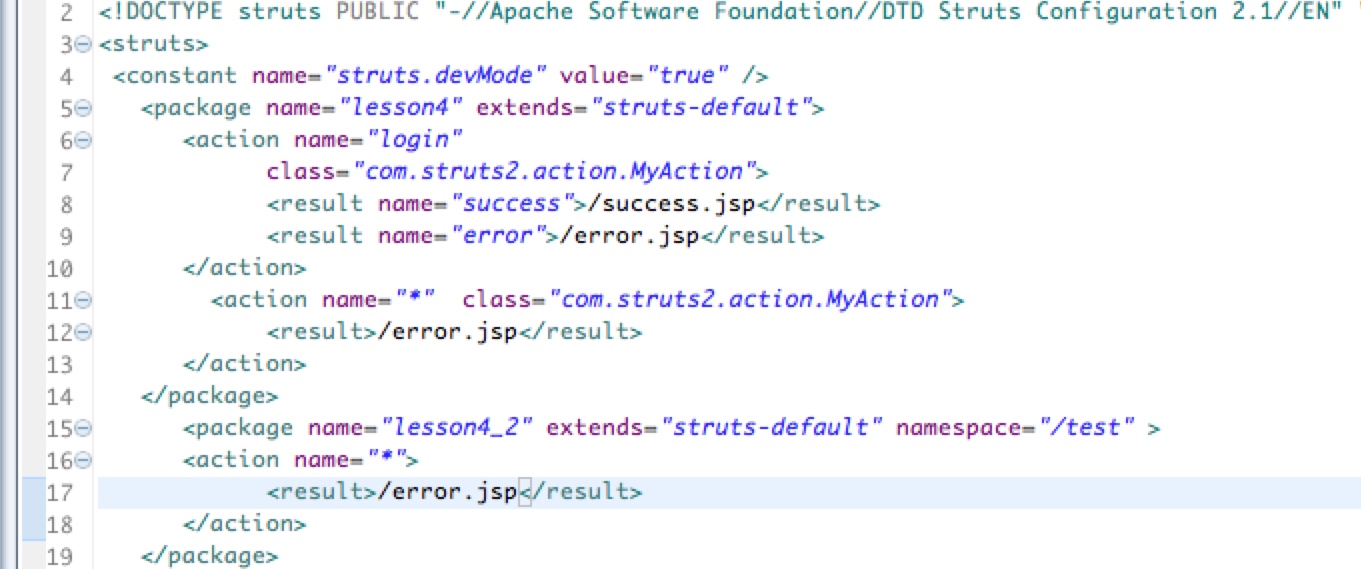 2 <!DOCTYPE struts PUBLIC "-//Apache Software Foundation//DTD Struts Configuration 2.1//EN"
3 <struts>
4 <constant name="struts.devMode" value="true" />
5 <package name="lesson4" extends="struts-default">
6 <action name="login"
7 class="com.struts2.action.MyAction">
8 <result name="success">/success.jsp</result>
9 <result name="error">/error.jsp</result>
10 </action>
11 <action name="*"  class="com.struts2.action.MyAction">
12 <result>/error.jsp</result>
13 </action>
14 </package>
15 <package name="lesson4_2" extends="struts-default" namespace="/test" >
16 <action name="*">
17 <result>/error.jsp</result>
18 </action>
19 </package>